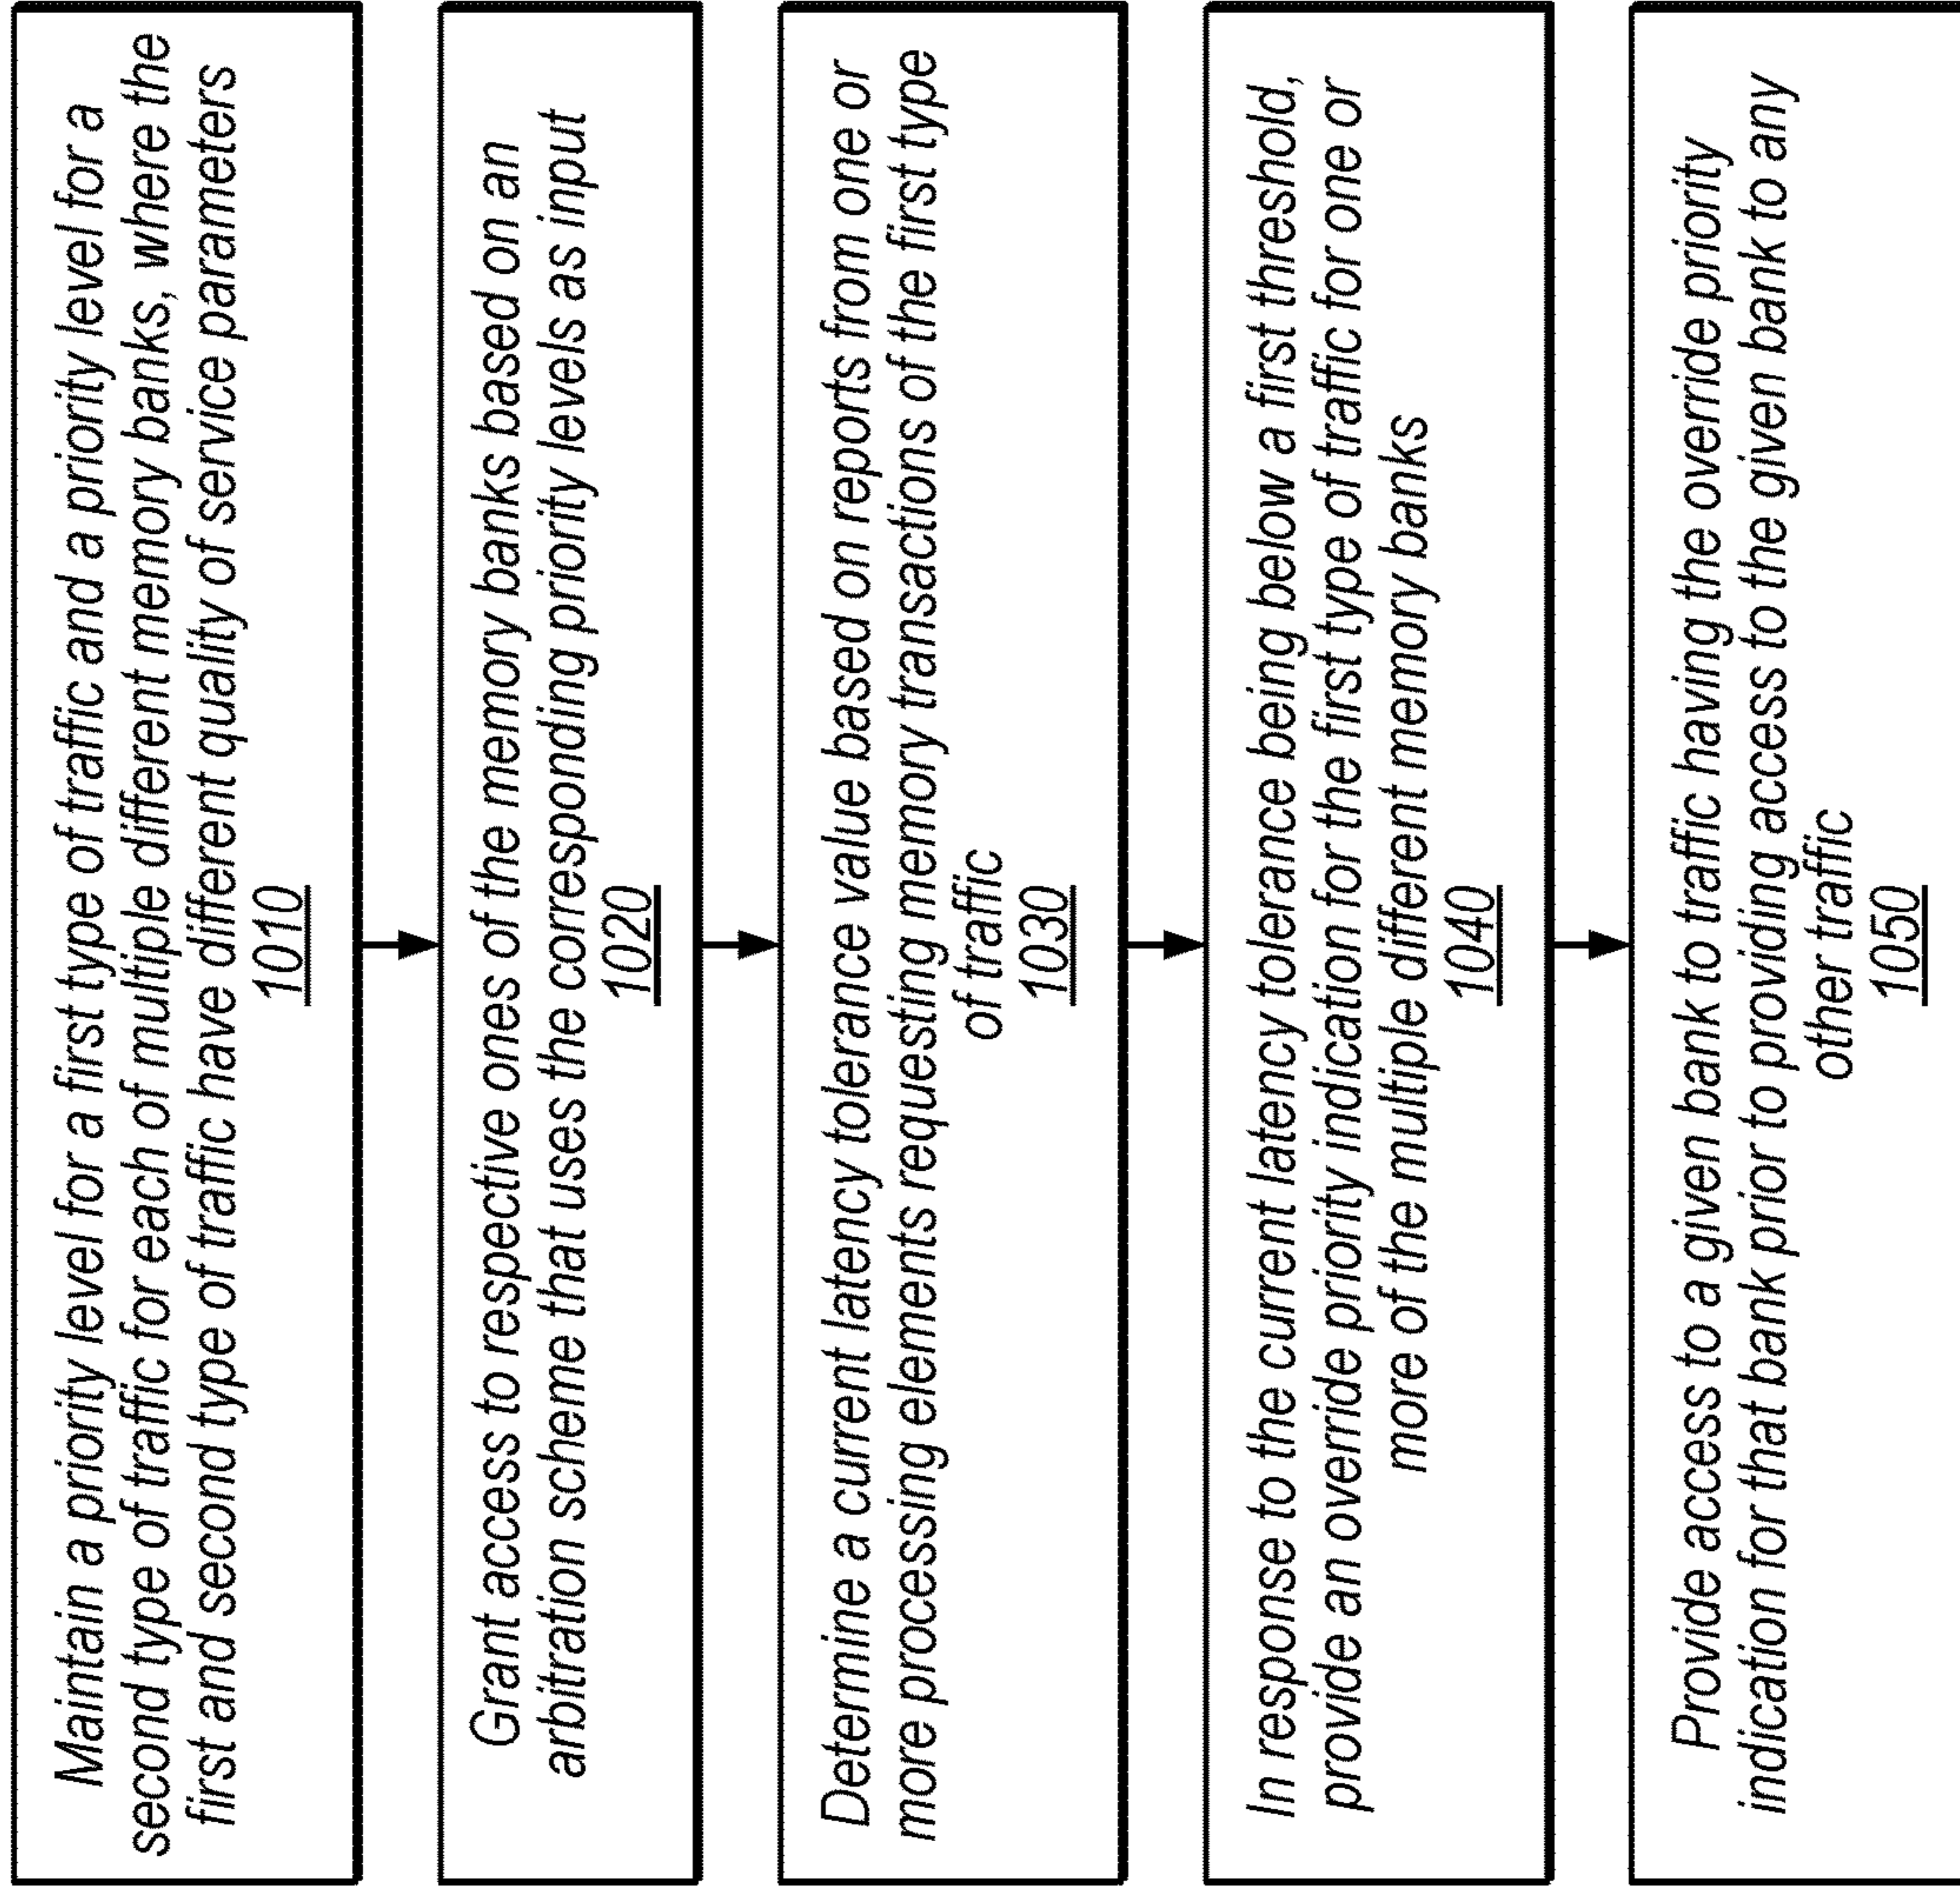 Maintain a priority level for a first type of traffic and a priority level for a
second type of traffic for each of multiple different memory banks, where the
first and second type of traffic have different quality of service parameters
1010
Grant access to respective ones of the memory banks based on an
arbitration scheme that uses the corresponding priority levels as input
1020
Determine a current latency tolerance value based on reports from one or
more processing elements requesting memory transactions of the first type
of traffic
1030
In response to the current latency tolerance being below a first threshold,
provide an override priority indication for the first type of traffic for one or
more of the multiple different memory banks
1040
Provide access to a given bank to traffic having the override priority
indication for that bank prior to providing access to the given bank to any
other traffic
1050